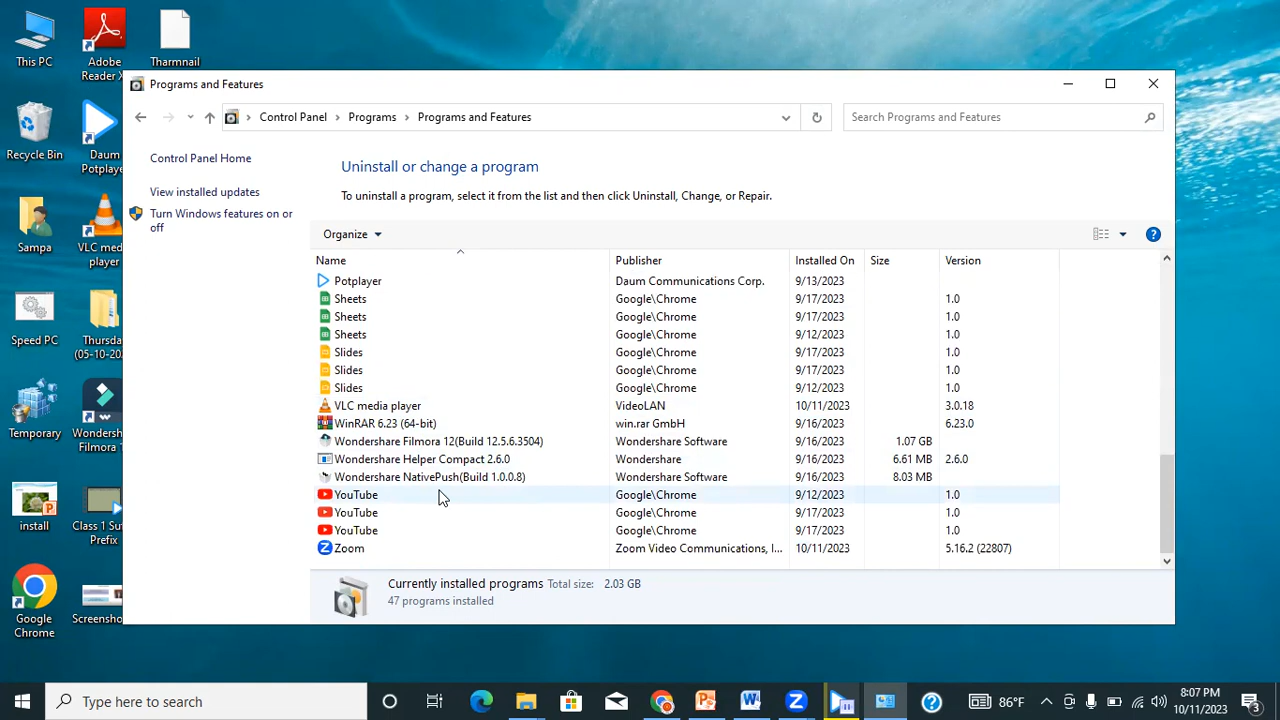 This PC
Adobe
Reader X
Tharmnail
Recycle Bin
Daum
Potplaye
Sampa
VLC media
player
Speed PC
Thursda
(05-10-20
Temporary
Wonders
install
Class 1 Su
Prefix
Google
Chrome
Screensho
Programs and Features
Control Panel
Programs
Programs and Features
Search Programs and Features
Control Panel Home
View installed updates
Turn Windows features on or
off
Uninstall or change a program
To uninstall a program, select it from the list and then click Uninstall, Change, or Repair.
Organize
Name Publisher Installed On Size Version
Potplayer Daum Communications Corp. 9/13/2023
Sheets Google\Chrome 9/17/2023 1.0
Sheets Google\Chrome 9/17/2023 1.0
Sheets Google\Chrome 9/12/2023 1.0
Slides Google\Chrome 9/17/2023 1.0
Slides Google\Chrome 9/17/2023 1.0
Slides Google\Chrome 9/12/2023 1.0
VLC media player VideoLAN 10/11/2023 3.0.18
WinRAR 6.23 (64-bit) win.rar GmbH 9/16/2023 6.23.0
Wondershare Filmora 12(Build 12.5.6.3504) Wondershare Software 9/16/2023 1.07 GB
Wondershare Helper Compact 2.6.0 Wondershare 9/16/2023 6.61 MB 2.6.0
Wondershare NativePush(Build 1.0.0.8) Wondershare Software 9/16/2023 8.03 MB
YouTube Google\Chrome 9/12/2023 1.0
YouTube Google\Chrome 9/17/2023 1.0
YouTube Google\Chrome 9/17/2023 1.0
Zoom Zoom Video Communications, I... 10/11/2023 5.16.2 (22807)
Currently installed programs Total size: 2.03 GB
47 programs installed
Type here to search
86°F
8:07 PM
10/11/2023
3